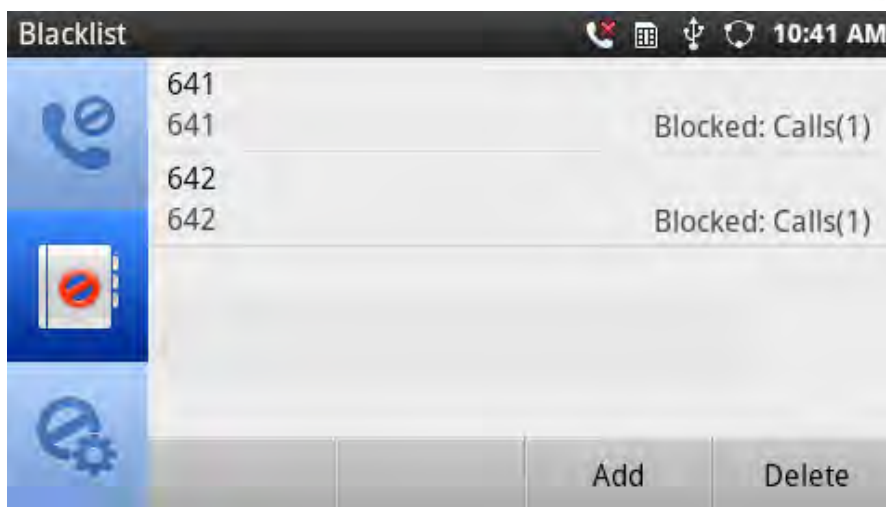 Blacklist 10:41 AM
641
641 Blocked: Calls(1)
642
642 Blocked: Calls(1)
Add Delete